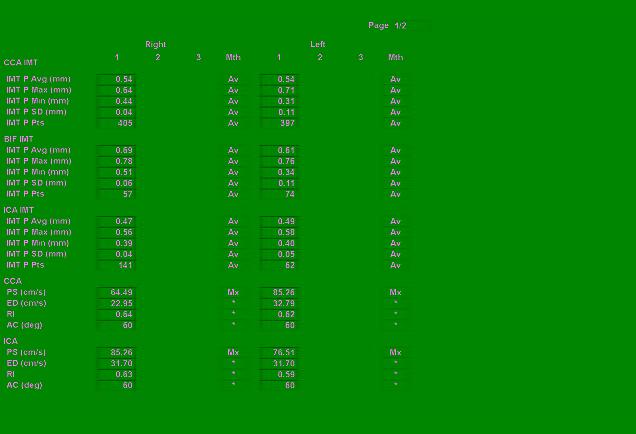 Page 1/2
Right Left
1 2 3 Mth 1 2 3 Mth
CCA IMT
IMT P Avg (mm) 0.54 Av 0.54 Av
IMT P Max (mm) 0.64 Av 0.71 Av
IMT P Min (mm) 0.44 Av 0.31 Av
IMT P SD (mm) 0.04 Av 0.11 Av
IMT P Pts 405 Av 397 Av
BIF IMT
IMT P Avg (mm) 0.69 Av 0.61 Av
IMT P Max (mm) 0.78 Av 0.76 Av
IMT P Min (mm) 0.51 Av 0.34 Av
IMT P SD (mm) 0.06 Av 0.11 Av
IMT P Pts 57 Av 74 Av
ICA IMT
IMT P Avg (mm) 0.47 Av 0.49 Av
IMT P Max (mm) 0.56 Av 0.58 Av
IMT P Min (mm) 0.39 Av 0.40 Av
IMT P SD (mm) 0.04 Av 0.05 Av
IMT P Pts 141 Av 62 Av
CCA
PS (cm/s) 64.49 Mx 85.26 Mx
ED (cm/s) 22.95 * 32.79 *
RI 0.64 * 0.62 *
AC (deg) 60 * 60 *
ICA
PS (cm/s) 85.26 Mx 76.51 Mx
ED (cm/s) 31.70 * 31.70 *
RI 0.63 * 0.59 *
AC (deg) 60 * 60 *